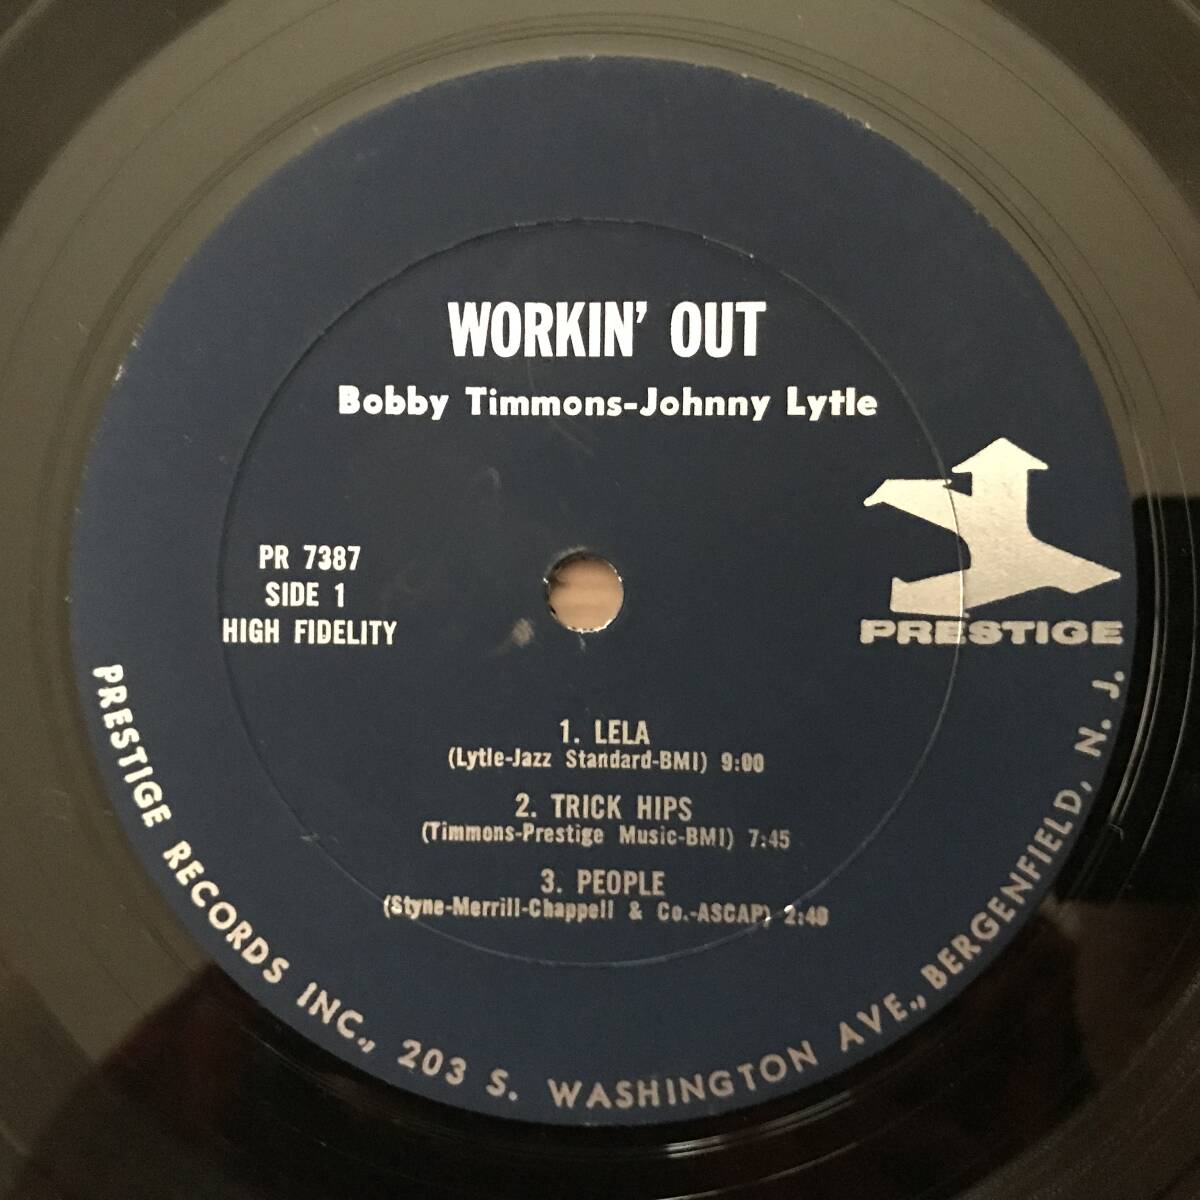 WORKIN' OUT
Bobby Timmons-Johnny Lytle
PR 7387
SIDE 1
HIGH FIDELITY
PRESTIGE
1. LELA
(Lytle-Jazz Standard-BMI) 9:00
2. TRICK HIPS
(Timmons-Prestige Music-BMI) 7:45
3. PEOPLE
(Styne-Merrill-Chappell & Co.-ASCAP) 2:40
PRESTIGE RECORDS INC., 203 S. WASHINGTON AVE., BERGENFIELD, N. J.